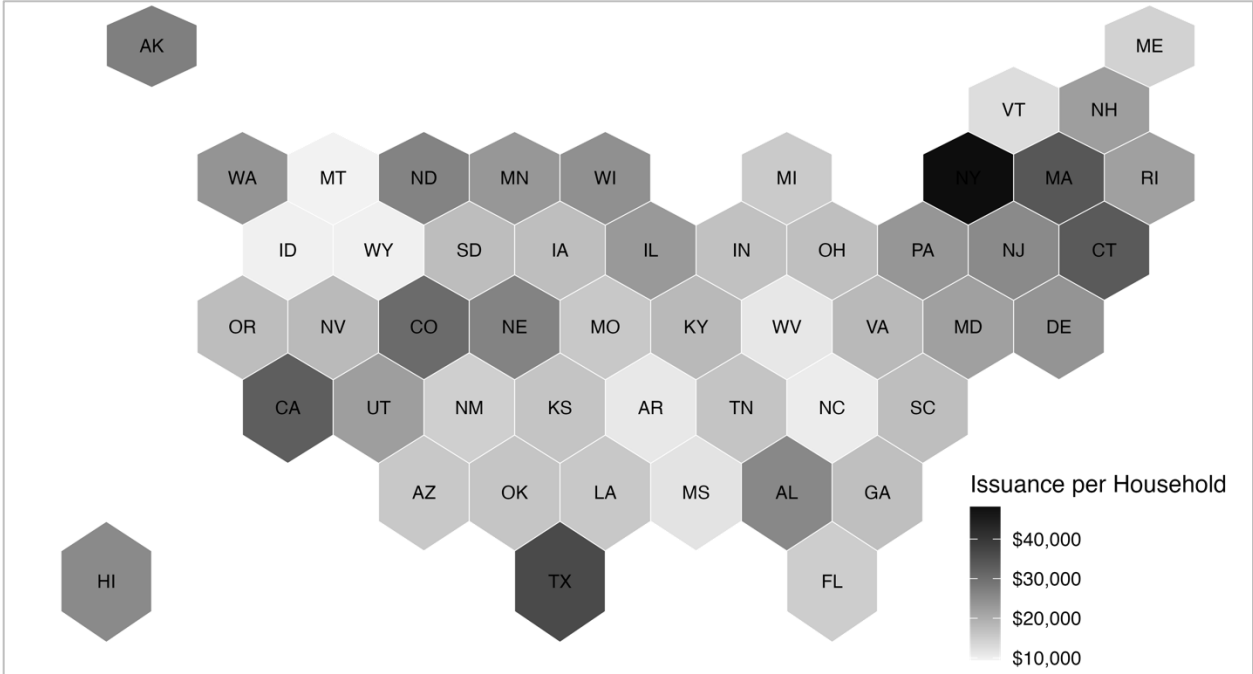 AK
ME
VT
NH
WA
MT
ND
MN
WI
MI
NY
MA
RI
ID
WY
SD
IA
IL
IN
OH
PA
NJ
CT
OR
NV
CO
NE
MO
KY
WV
VA
MD
DE
CA
UT
NM
KS
AR
TN
NC
SC
AZ
OK
LA
MS
AL
GA
HI
TX
FL
Issuance per Household
$40,000
$30,000
$20,000
$10,000